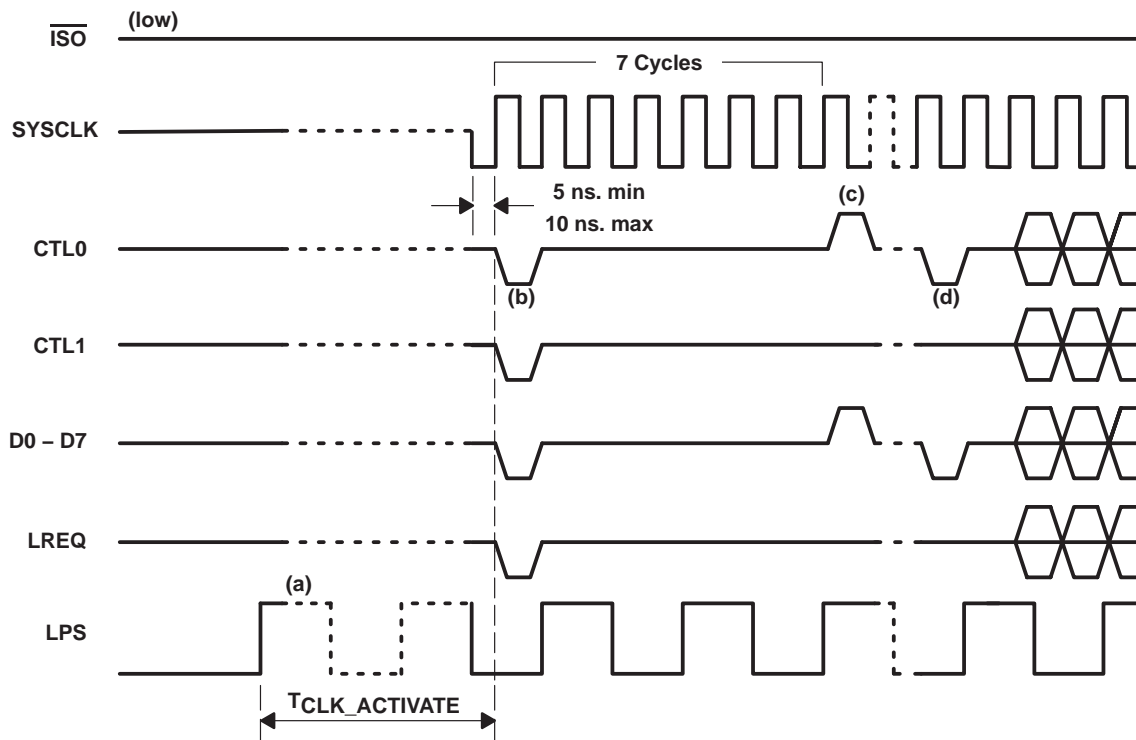 ISO
(low)
7 Cycles
SYSCLK
5 ns. min
10 ns. max
(c)
CTL0
(b)
(d)
CTL1
D0 – D7
LREQ
(a)
LPS
TCLK_ACTIVATE